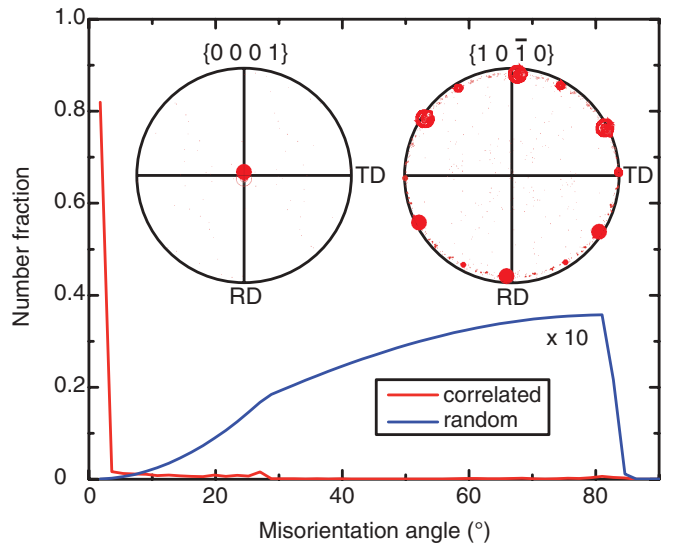 1.0
0.8
0.6
0.4
0.2
0
0
20
40
60
80
Number fraction
Misorientation angle (°)
{0 0 0 1}
TD
RD
{1 0 1̄ 0}
TD
RD
x 10
correlated
random